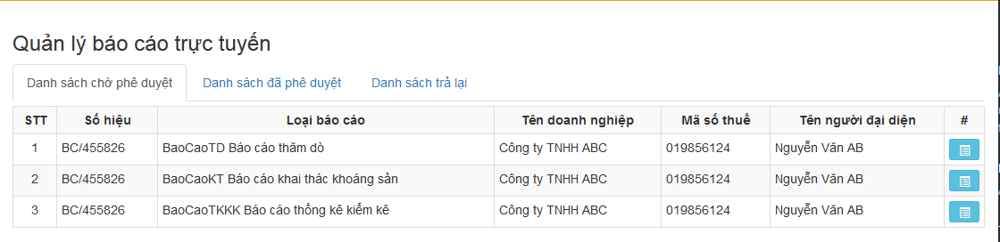 Quản lý báo cáo trực tuyến
Danh sách chờ phê duyệt Danh sách đã phê duyệt Danh sách trả lại
STT Số hiệu Loại báo cáo Tên doanh nghiệp Mã số thuế Tên người đại diện #
1 BC/455826 BaoCaoTD Báo cáo thăm dò Công ty TNHH ABC 019856124 Nguyễn Văn AB
2 BC/455826 BaoCaoKT Báo cáo khai thác khoáng sản Công ty TNHH ABC 019856124 Nguyễn Văn AB
3 BC/455826 BaoCaoTKKK Báo cáo thống kê kiểm kê Công ty TNHH ABC 019856124 Nguyễn Văn AB